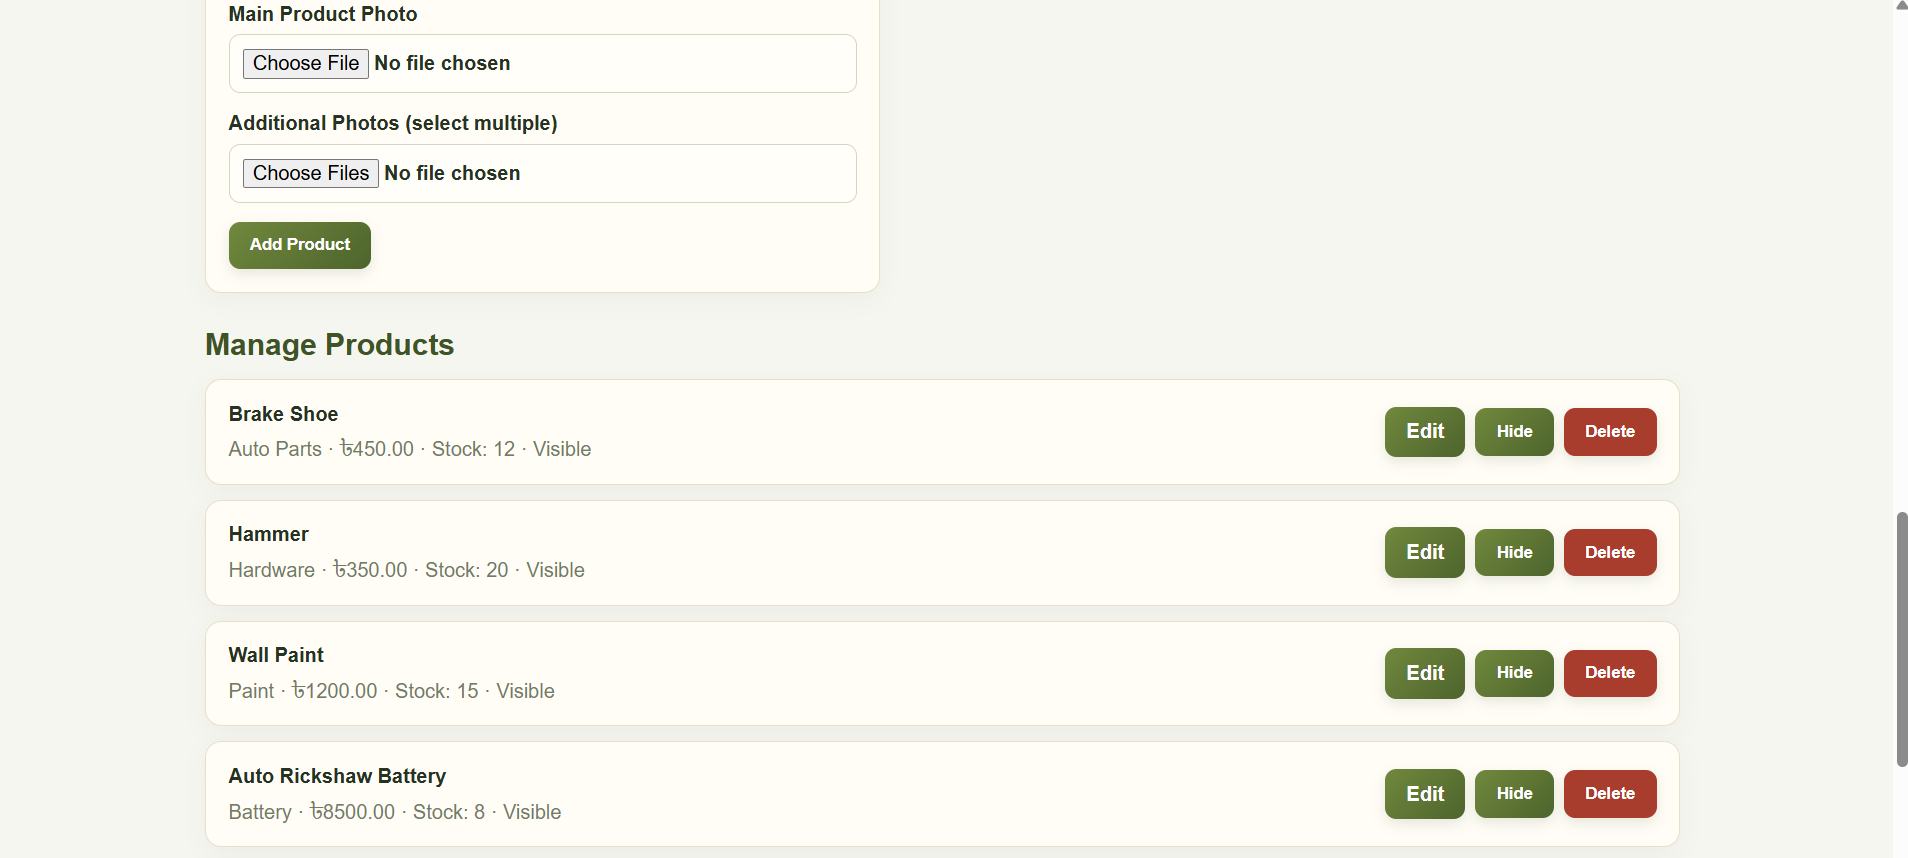 Main Product Photo
Choose File No file chosen
Additional Photos (select multiple)
Choose Files No file chosen
Add Product
Manage Products
Brake Shoe
Auto Parts · ৳450.00 · Stock: 12 · Visible
Edit Hide Delete
Hammer
Hardware · ৳350.00 · Stock: 20 · Visible
Edit Hide Delete
Wall Paint
Paint · ৳1200.00 · Stock: 15 · Visible
Edit Hide Delete
Auto Rickshaw Battery
Battery · ৳8500.00 · Stock: 8 · Visible
Edit Hide Delete